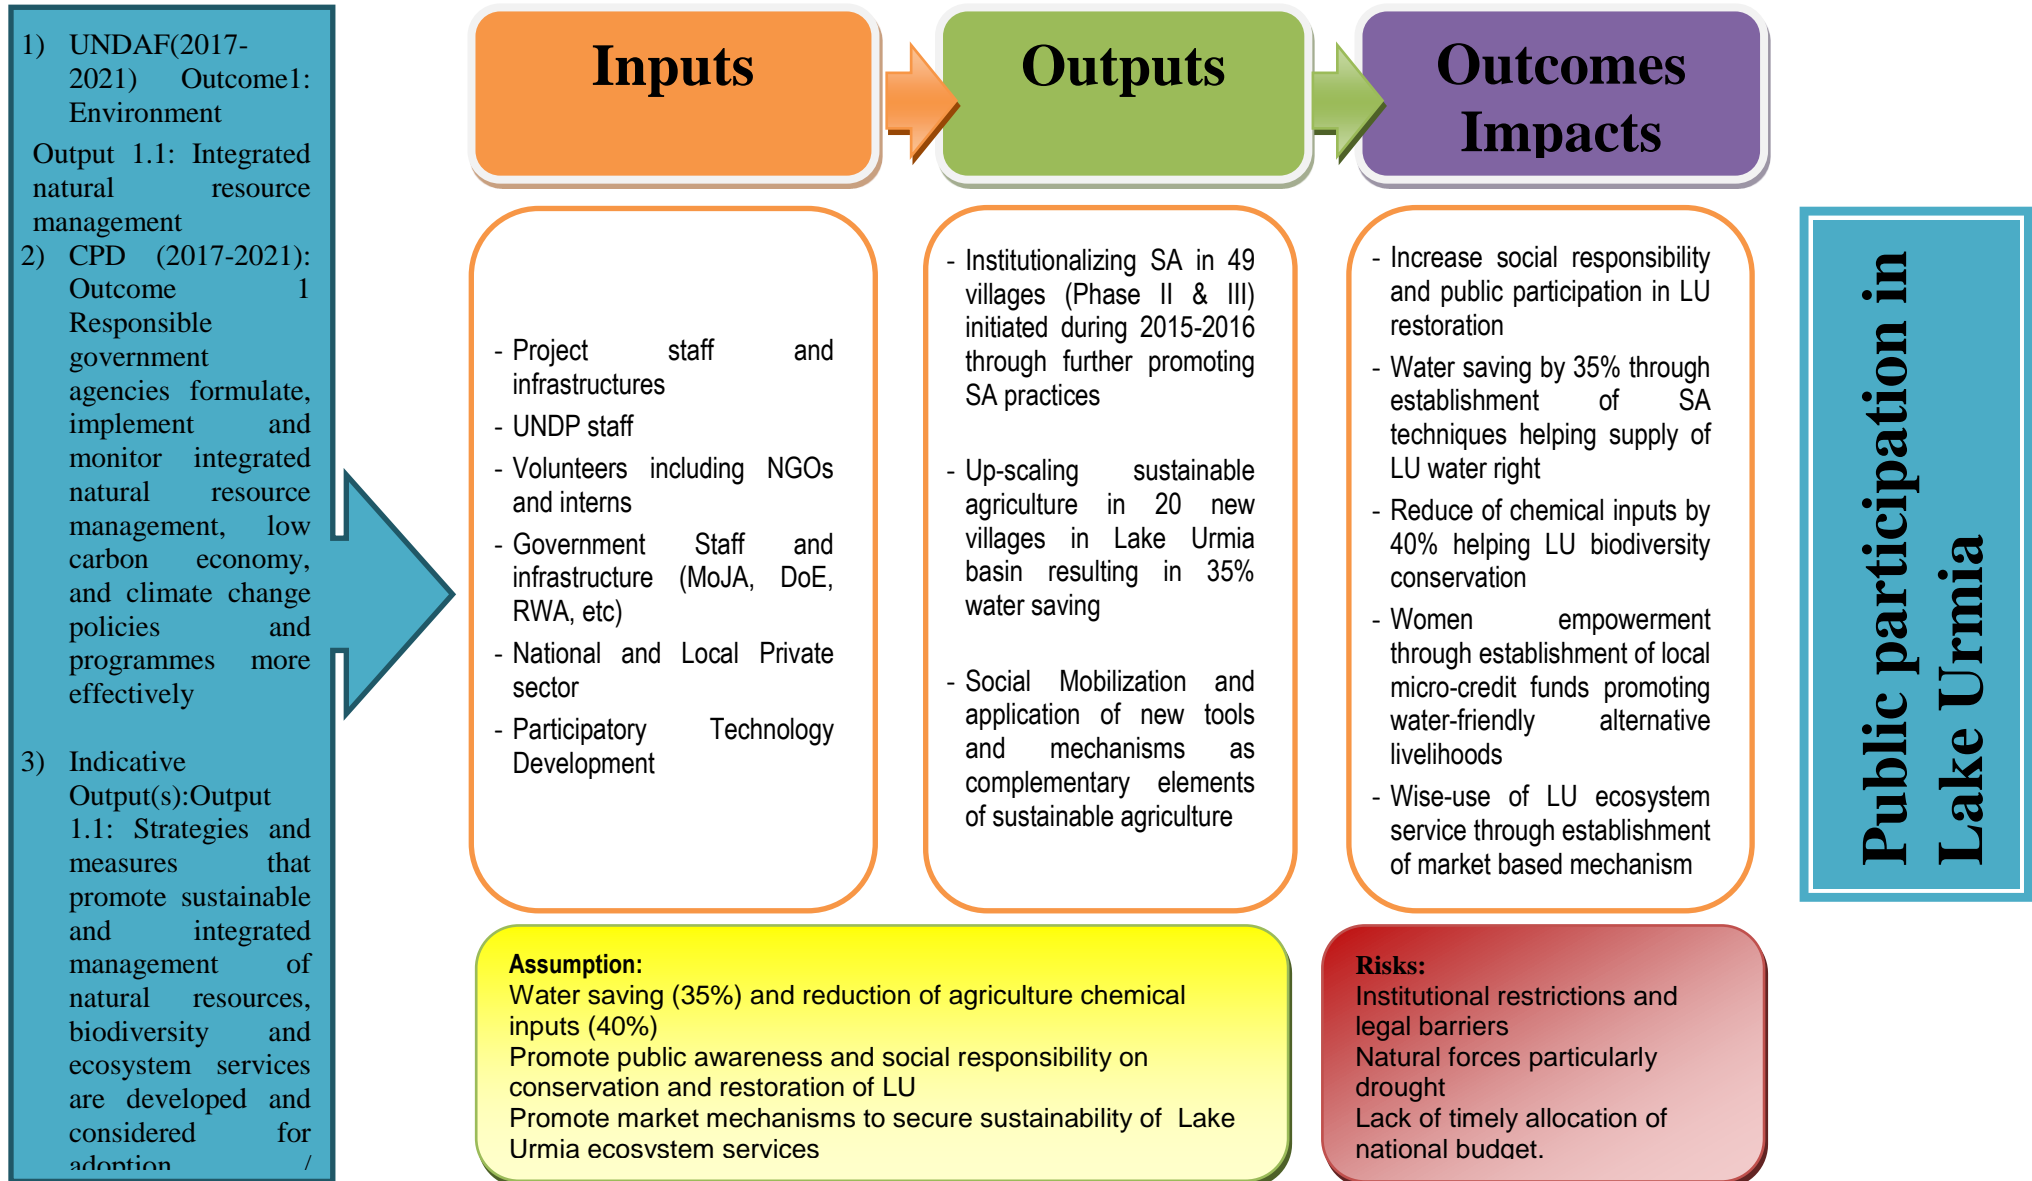 1) UNDAF(2017-
2021) Outcome1:
Environment
Output 1.1: Integrated
natural resource
management
2) CPD (2017-2021):
Outcome 1
Responsible
government
agencies formulate,
implement and
monitor integrated
natural resource
management, low
carbon economy,
and climate change
policies and
programmes more
effectively
3) Indicative
Output(s):Output
1.1: Strategies and
measures that
promote sustainable
and integrated
management of
natural resources,
biodiversity and
ecosystem services
are developed and
considered for
adoption /
Inputs
Outputs
Outcomes
Impacts
- Project staff and
infrastructures
- UNDP staff
- Volunteers including NGOs
and interns
- Government Staff and
infrastructure (MoJA, DoE,
RWA, etc)
- National and Local Private
sector
- Participatory Technology
Development
- Institutionalizing SA in 49
villages (Phase II & III)
initiated during 2015-2016
through further promoting
SA practices
- Up-scaling sustainable
agriculture in 20 new
villages in Lake Urmia
basin resulting in 35%
water saving
- Social Mobilization and
application of new tools
and mechanisms as
complementary elements
of sustainable agriculture
- Increase social responsibility
and public participation in LU
restoration
- Water saving by 35% through
establishment of SA
techniques helping supply of
LU water right
- Reduce of chemical inputs by
40% helping LU biodiversity
conservation
- Women empowerment
through establishment of local
micro-credit funds promoting
water-friendly alternative
livelihoods
- Wise-use of LU ecosystem
service through establishment
of market based mechanism
Public participation in
Lake Urmia
Assumption:
Water saving (35%) and reduction of agriculture chemical
inputs (40%)
Promote public awareness and social responsibility on
conservation and restoration of LU
Promote market mechanisms to secure sustainability of Lake
Urmia ecosystem services
Risks:
Institutional restrictions and
legal barriers
Natural forces particularly
drought
Lack of timely allocation of
national budget.